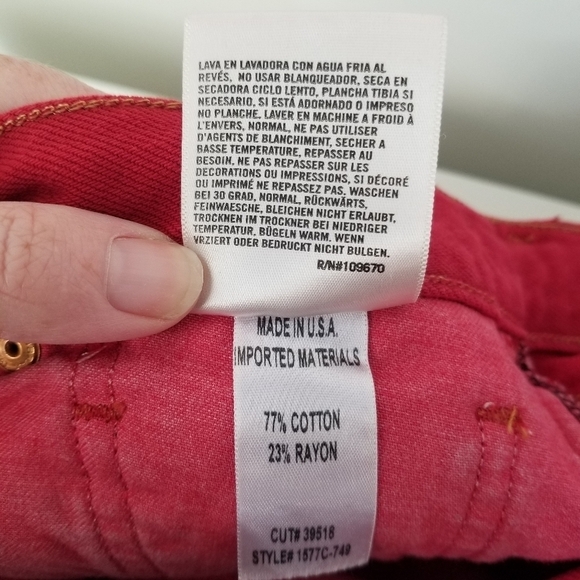 LAVA EN LAVADORA CON AGUA FRIA AL
REVÉS, NO USAR BLANQUEADOR, SECA EN
SECADORA CICLO LENTO, PLANCHA TIBIA SI
NECESARIO, SI ESTÁ ADORNADO O IMPRESO
NO PLANCHE. LAVER EN MACHINE A FROID À
L'ENVERS, NORMAL, NE PAS UTILISER
D'AGENTS DE BLANCHIMENT, SECHER A
BASSE TEMPERATURE, REPASSER AU
BESOIN. NE PAS REPASSER SUR LES
DECORATIONS OU IMPRESSIONS, SI DÉCORÉ
OU IMPRIMÉ NE REPASSEZ PAS. WASCHEN
BEI 30 GRAD, NORMAL, RÜCKWÄRTS,
FEINWAESCHE, BLEICHEN NICHT ERLAUBT,
TROCKNEN IM TROCKNER BEI NIEDRIGER
TEMPERATUR, BÜGELN WARM. WENN
VRZIERT ODER BEDRUCKT NICHT BULGEN.
R/N#109670
MADE IN U.S.A.
IMPORTED MATERIALS
77% COTTON
23% RAYON
CUT# 39518
STYLE# 1577C-749